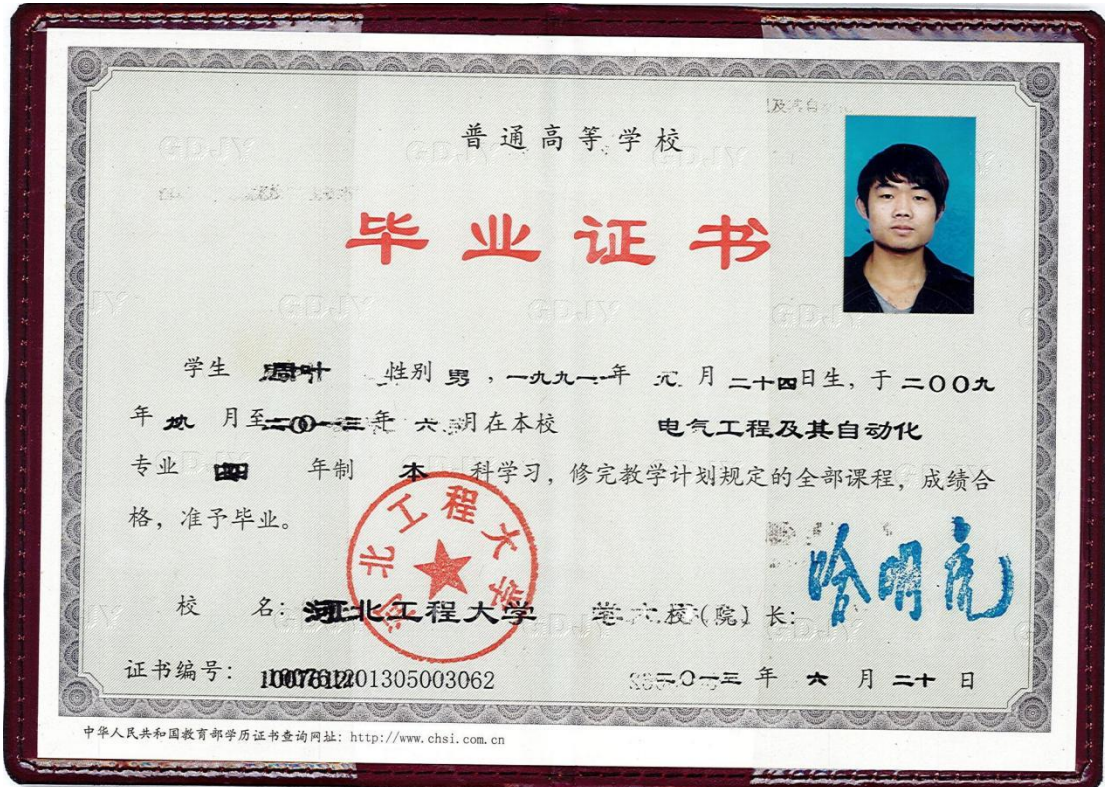 普通高等学校
毕业证书
学生 性别 男，一九九一年 元 月 二十四日生，于二〇〇九
年 九 月至二〇一三年 六 月在本校 电气工程及其自动化
专业 四 年制 本 科学习，修完教学计划规定的全部课程，成绩合
格，准予毕业。
河北工程大学
哈明虎
校 名：河北工程大学 校（院）长：
证书编号： 201305003062 二〇一三 年 六 月 二十 日
中华人民共和国教育部学历证书查询网址：http://www.chsi.com.cn
GDJY